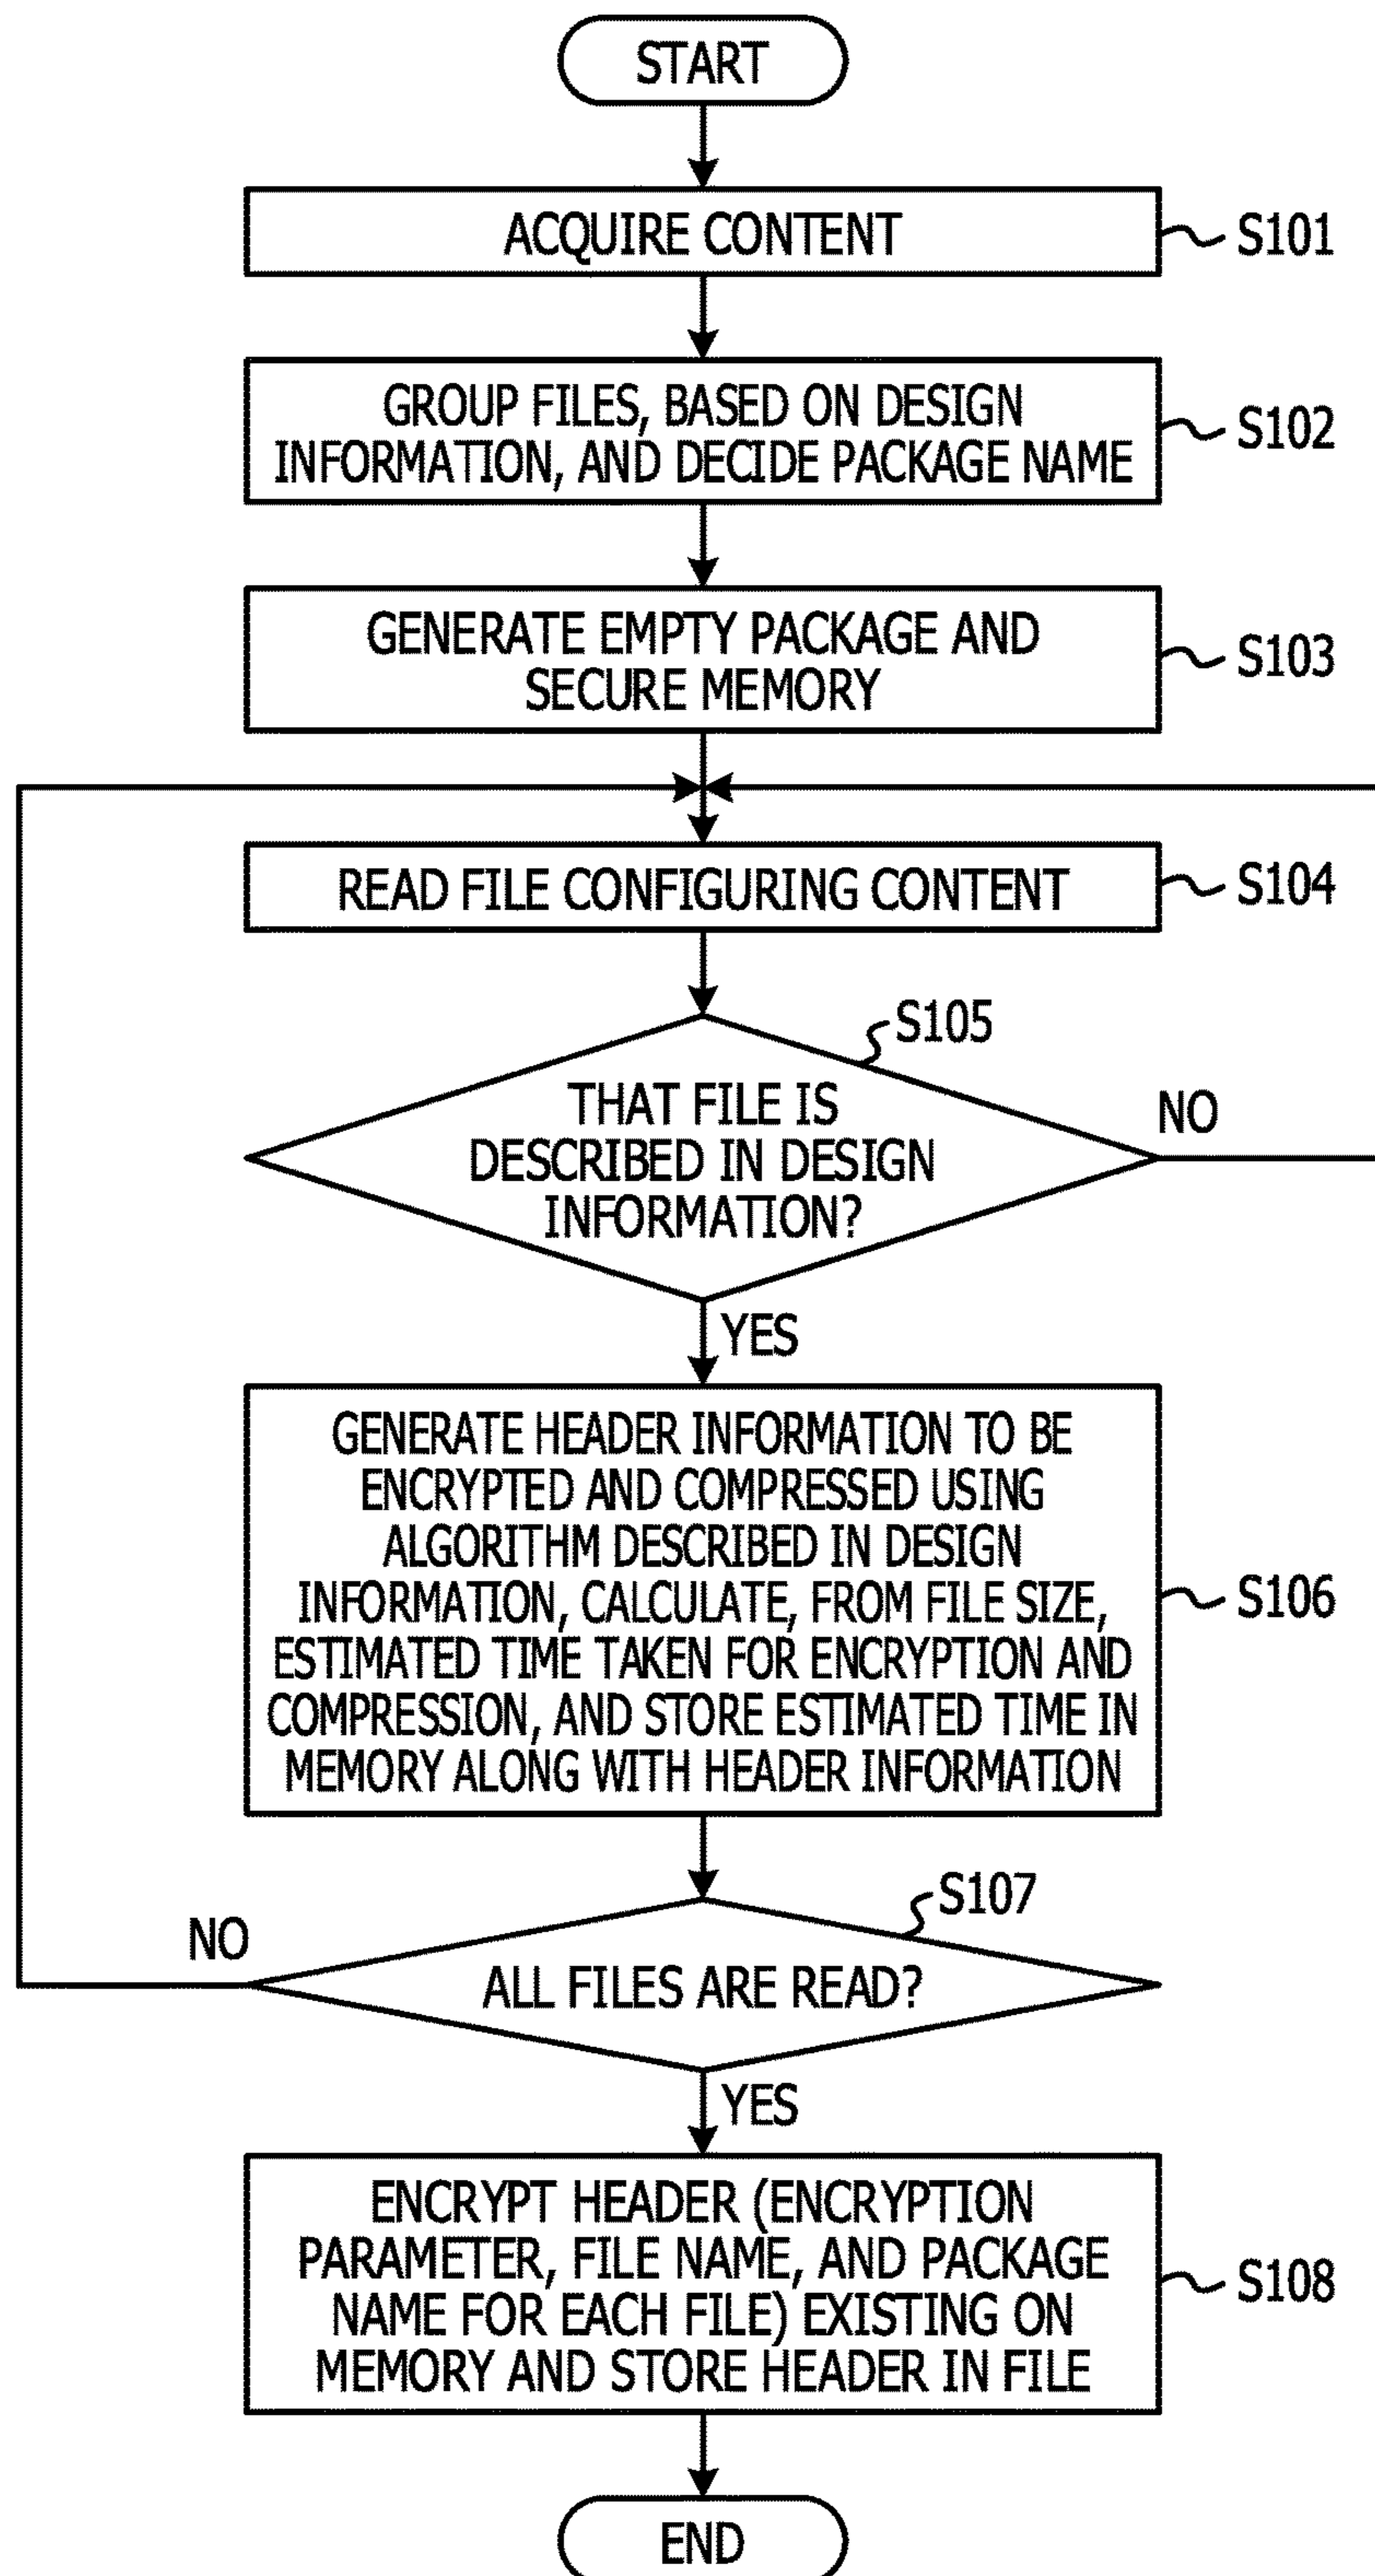 START
ACQUIRE CONTENT
S101
GROUP FILES, BASED ON DESIGN
INFORMATION, AND DECIDE PACKAGE NAME
S102
GENERATE EMPTY PACKAGE AND
SECURE MEMORY
S103
READ FILE CONFIGURING CONTENT
S104
S105
THAT FILE IS
DESCRIBED IN DESIGN
INFORMATION?
NO
YES
GENERATE HEADER INFORMATION TO BE
ENCRYPTED AND COMPRESSED USING
ALGORITHM DESCRIBED IN DESIGN
INFORMATION, CALCULATE, FROM FILE SIZE,
ESTIMATED TIME TAKEN FOR ENCRYPTION AND
COMPRESSION, AND STORE ESTIMATED TIME IN
MEMORY ALONG WITH HEADER INFORMATION
S106
S107
NO
ALL FILES ARE READ?
YES
ENCRYPT HEADER (ENCRYPTION
PARAMETER, FILE NAME, AND PACKAGE
NAME FOR EACH FILE) EXISTING ON
MEMORY AND STORE HEADER IN FILE
S108
END